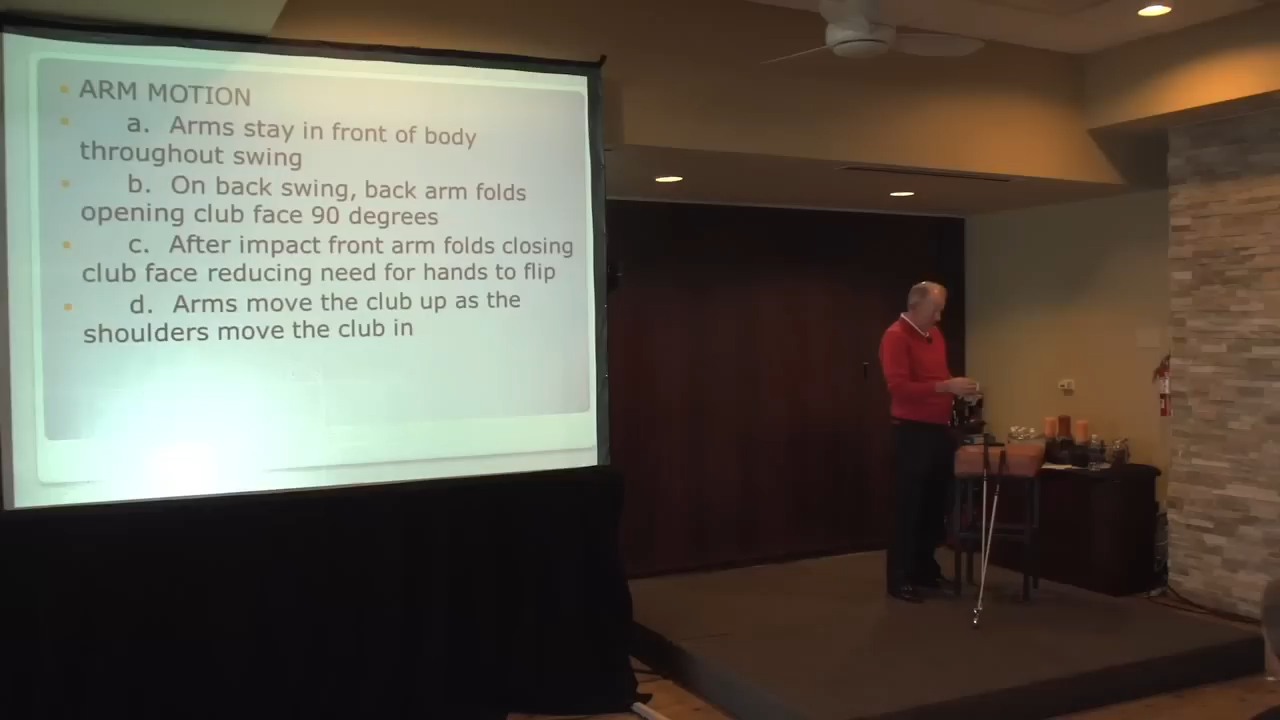 ARM MOTION
a. Arms stay in front of body
throughout swing
b. On back swing, back arm folds
opening club face 90 degrees
c. After impact front arm folds closing
club face reducing need for hands to flip
d. Arms move the club up as the
shoulders move the club in